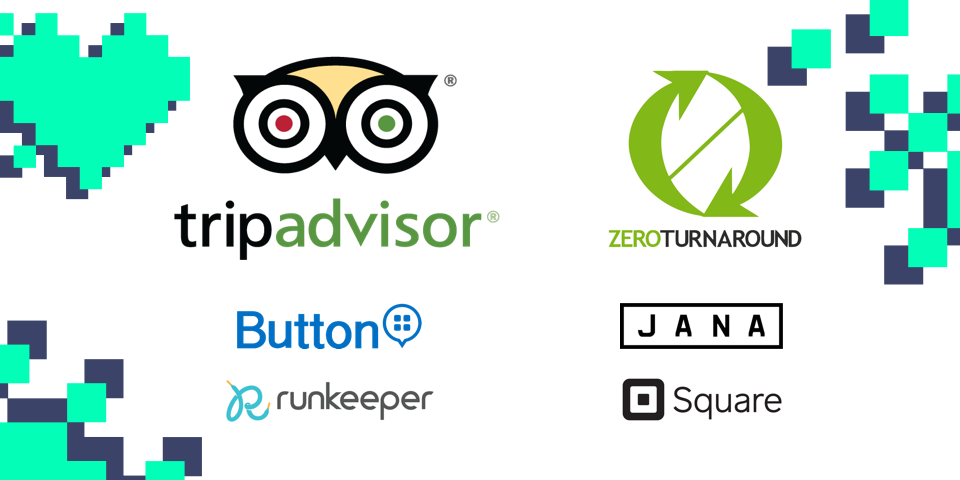 ®
tripadvisor®
ZEROTURNAROUND
Button
JANA
runkeeper
Square